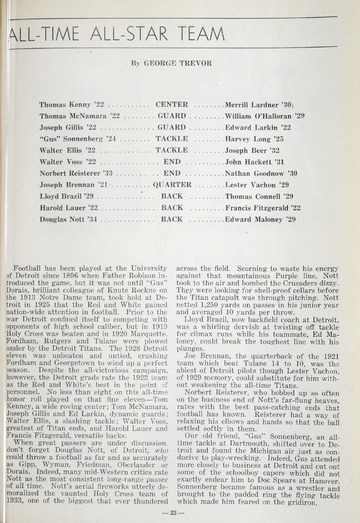 ALL-TIME ALL-STAR TEAM
By GEORGE TREVOR
Thomas Kenny '22 .......... CENTER ........ Merrill Lardner '30;
Thomas McNamara '22 ....... GUARD ....... William O'Halloran '29
Joseph Gillis '22 ............... GUARD ........ Edward Larkin '22
"Gus" Sonnenberg '24 ........ TACKLE ....... Harvey Long '25
Walter Ellis '22 .............. TACKLE ....... Joseph Beer '32
Walter Voss '22 ................ END ......... John Hackett '31
Norbert Reisterer '33 ........... END ......... Nathan Goodnow '30
Joseph Brennan '21 ......... QUARTER ...... Lester Vachon '29
Lloyd Brazil '29 ............... BACK ........ Thomas Connell '29
Harold Lauer '22 ............... BACK ........ Francis Fitzgerald '22
Douglas Nott '34 ............... BACK ........ Edward Maloney '29
Football has been played at the University
of Detroit since 1896 when Father Robison in-
troduced the game, but it was not until "Gus"
Dorais, brilliant colleague of Knute Rockne on
the 1913 Notre Dame team, took hold at De-
troit in 1925 that the Red and White gained
nation-wide attention in football. Prior to the
war Detroit confined itself to competing with
opponents of high school caliber, but in 1919
Holy Cross was beaten and in 1920 Marquette.
Fordham, Rutgers and Tulane were plowed
under by the Detroit Titans. The 1928 Detroit
eleven was unbeaten and untied, crushing
Fordham and Georgetown to wind up a perfect
season. Despite the all-victorious campaign,
however, the Detroit grads rate the 1922 team
as the Red and White's best in the point of
personnel. No less than eight on this all-time
honor roll played on that fine eleven—Tom
Kenney, a wide roving center; Tom McNamara,
Joseph Gillis and Ed Larkin, dynamic guards;
Walter Ellis, a slashing tackle; Walter Voss,
greatest of Titan ends, and Harold Lauer and
Francis Fitzgerald, versatile backs.
When great passers are under discussion
don't forget Douglas Nott, of Detroit, who
could throw a football as far and as accurately
as Gipp, Wyman, Friedman, Oberlander or
Dorais. Indeed, many mid-Western critics rate
Nott as the most consistent long-range passer
of all time. Nott's aerial fireworks utterly de-
moralized the vaunted Holy Cross team of
1933, one of the biggest that ever thundered
across the field. Scorning to waste his energy
against that mountainous Purple line, Nott
took to the air and bombed the Crusaders dizzy.
They were looking for shell-proof cellars before
the Titan catapult was through pitching. Nott
netted 1,250 yards on passes in his junior year
and averaged 10 yards per throw.
Lloyd Brazil, now backfield coach at Detroit,
was a whirling dervish at twisting off tackle
for climax runs while his teammate, Ed Ma-
loney, could break the toughest line with his
plunges.
Joe Brennan, the quarterback of the 1921
team which beat Tulane 14 to 10, was the
ablest of Detroit pilots though Lester Vachon,
of 1929 memory, could substitute for him with-
out weakening the all-time Titans.
Norbert Reisterer, who bobbed up so often
on the business end of Nott's far-flung heaves,
rates with the best pass-catching ends that
football has known. Reisterer had a way of
relaxing his elbows and hands so that the ball
settled softly in them.
Our old friend, "Gus" Sonnenberg, an all-
time tackle at Dartmouth, shifted over to De-
troit and found the Michigan air just as con-
ducive to play-wrecking. Indeed, Gus attended
more closely to business at Detroit and cut out
some of the schoolboy capers which did not
exactly endear him to Doc Spears at Hanover.
Sonnenberg became famous as a wrestler and
brought to the padded ring the flying tackle
which made him feared on the gridiron.
— 23 —